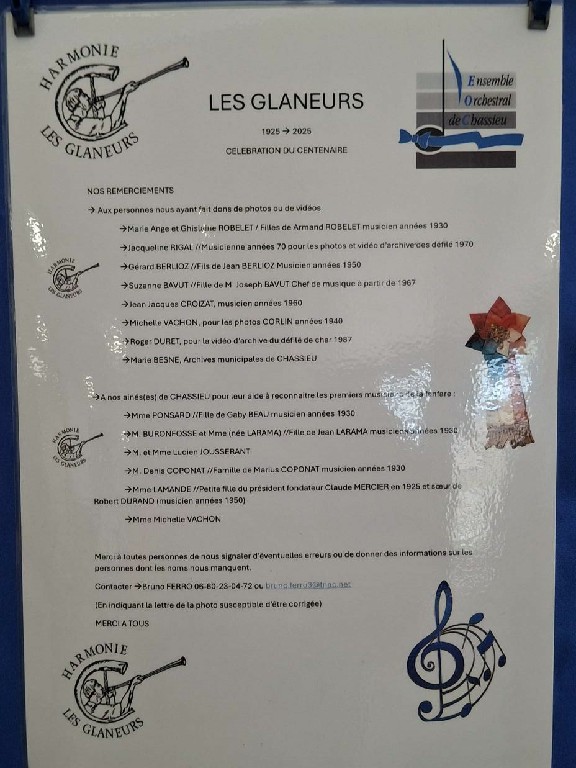 HARMONIE
LES GLANEURS
Ensemble
Orchestral
de Chassieu
LES GLANEURS
1925 → 2025
CELEBRATION DU CENTENAIRE
NOS REMERCIEMENTS
→ Aux personnes nous ayant fait dons de photos ou de vidéos
→Marie Ange et Ghislaine ROBELET // Filles de Armand ROBELET musicien années 1930
→Jacqueline RIGAL //Musicienne années 70 pour les photos et vidéo d'archive des défilé 1970
→Gérard BERLIOZ //Fils de Jean BERLIOZ Musicien années 1950
→Suzanne BAVUT //Fille de M. Joseph BAVUT Chef de musique à partir de 1967
→Jean Jacques CROIZAT, musicien années 1960
→Michelle VACHON, pour les photos CORLIN années 1940
→Roger DURET, pour la vidéo d'archive du défilé de char 1987
→Marie BESNE, Archives municipales de CHASSIEU
HARMONIE
LES GLANEURS
→A nos ainés(es) de CHASSIEU pour leur aide à reconnaitre les premiers musiciens de la fanfare :
→Mme PONSARD //Fille de Gaby BEAU musicien années 1930
→M. BURONFOSSE et Mme (née LARAMA) //Fille de Jean LARAMA musicien années 1930
→M. et Mme Lucien JOUSSERANT
→M. Denis COPONAT //Famille de Marius COPONAT musicien années 1930
→Mme LAMANDE //Petite fille du président fondateur Claude MERCIER en 1925 et sœur de
Robert DURAND (musicien années 1950)
→Mme Michelle VACHON
HARMONIE
LES GLANEURS
Merci à toutes personnes de nous signaler d'éventuelles erreurs ou de donner des informations sur les
personnes dont les noms nous manquent.
Contacter →Bruno FERRO 06-60-23-04-72 ou
(En indiquant la lettre de la photo susceptible d'être corrigée)
MERCI A TOUS
HARMONIE
LES GLANEURS